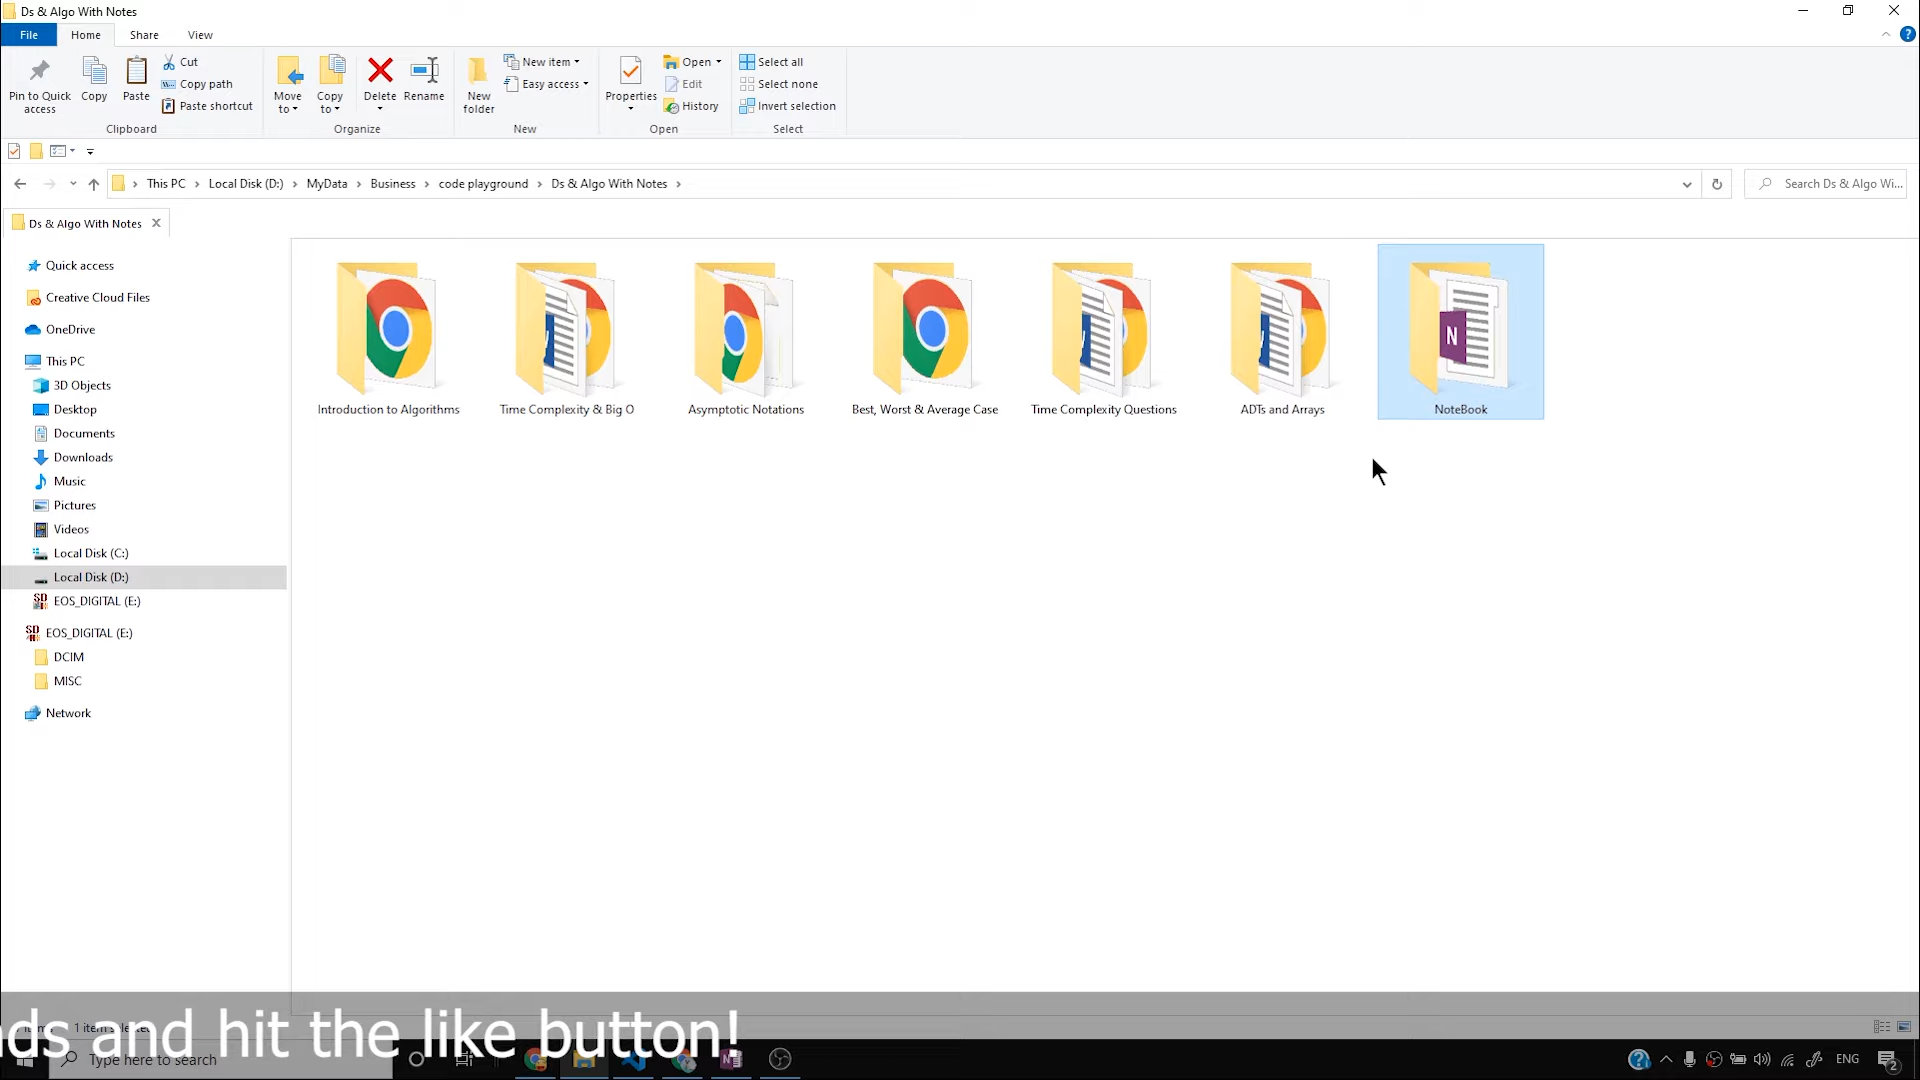 Ds & Algo With Notes
File Home Share View
Pin to Quick access
Copy
Paste
Cut
Copy path
Paste shortcut
Clipboard
Move to
Copy to
Delete
Rename
Organize
New folder
New item
Easy access
New
Properties
Open
Edit
History
Open
Select all
Select none
Invert selection
Select
This PC > Local Disk (D:) > MyData > Business > code playground > Ds & Algo With Notes >
Search Ds & Algo Wi...
Ds & Algo With Notes
Quick access
Creative Cloud Files
OneDrive
This PC
3D Objects
Desktop
Documents
Downloads
Music
Pictures
Videos
Local Disk (C:)
Local Disk (D:)
EOS_DIGITAL (E:)
EOS_DIGITAL (E:)
DCIM
MISC
Network
Introduction to Algorithms
Time Complexity & Big O
Asymptotic Notations
Best, Worst & Average Case
Time Complexity Questions
ADTs and Arrays
NoteBook
N
ds and hit the like button!
Type here to search
ENG
2